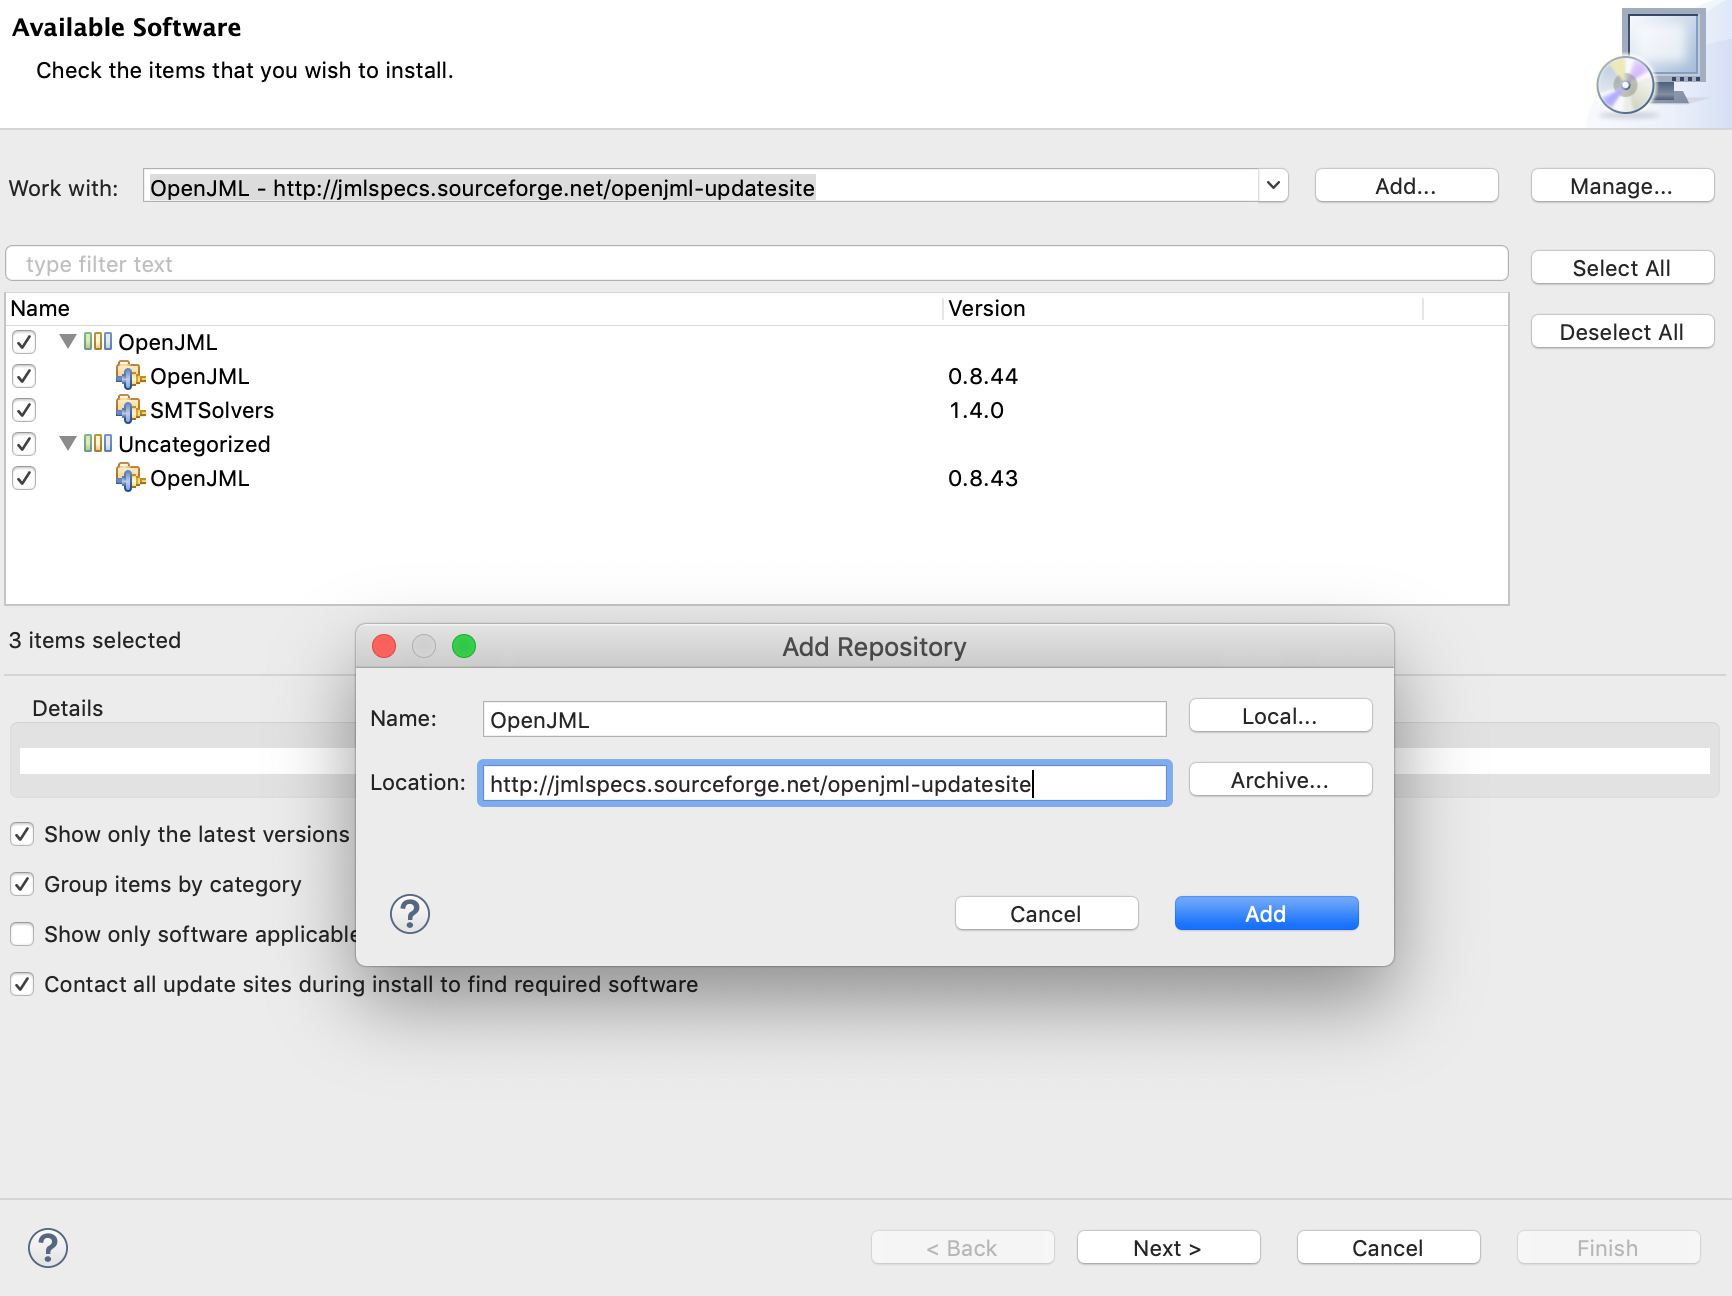 Available Software
Check the items that you wish to install.
Work with: OpenJML - http://jmlspecs.sourceforge.net/openjml-updatesite Add... Manage...
type filter text Select All
Name Version
Deselect All
OpenJML
OpenJML 0.8.44
SMTSolvers 1.4.0
Uncategorized
OpenJML 0.8.43
3 items selected
Add Repository
Details
Name: OpenJML Local...
Location: http://jmlspecs.sourceforge.net/openjml-updatesite Archive...
Show only the latest versions
Group items by category
Show only software applicable
? Cancel Add
Contact all update sites during install to find required software
? < Back Next > Cancel Finish